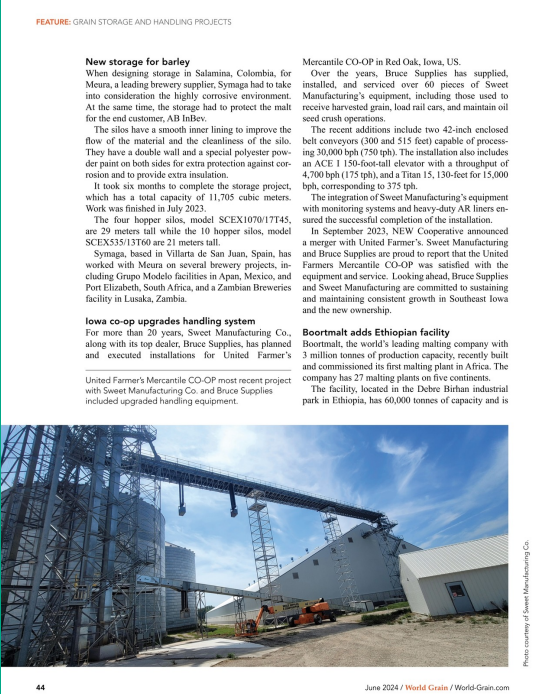 FEATURE: GRAIN STORAGE AND HANDLING PROJECTS
New storage for barley
When designing storage in Salamina, Colombia, for
Meura, a leading brewery supplier, Symaga had to take
into consideration the highly corrosive environment.
At the same time, the storage had to protect the malt
for the end customer, AB InBev.
The silos have a smooth inner lining to improve the
flow of the material and the cleanliness of the silo.
They have a double wall and a special polyester pow-
der paint on both sides for extra protection against cor-
rosion and to provide extra insulation.
It took six months to complete the storage project,
which has a total capacity of 11,705 cubic meters.
Work was finished in July 2023.
The four hopper silos, model SCEX1070/17T45,
are 29 meters tall while the 10 hopper silos, model
SCEX535/13T60 are 21 meters tall.
Symaga, based in Villarta de San Juan, Spain, has
worked with Meura on several brewery projects, in-
cluding Grupo Modelo facilities in Apan, Mexico, and
Port Elizabeth, South Africa, and a Zambian Breweries
facility in Lusaka, Zambia.
Iowa co-op upgrades handling system
For more than 20 years, Sweet Manufacturing Co.,
along with its top dealer, Bruce Supplies, has planned
and executed installations for United Farmer's
United Farmer's Mercantile CO-OP most recent project
with Sweet Manufacturing Co. and Bruce Supplies
included upgraded handling equipment.
Mercantile CO-OP in Red Oak, Iowa, US.
Over the years, Bruce Supplies has supplied,
installed, and serviced over 60 pieces of Sweet
Manufacturing's equipment, including those used to
receive harvested grain, load rail cars, and maintain oil
seed crush operations.
The recent additions include two 42-inch enclosed
belt conveyors (300 and 515 feet) capable of process-
ing 30,000 bph (750 tph). The installation also includes
an ACE I 150-foot-tall elevator with a throughput of
4,700 bph (175 tph), and a Titan 15, 130-feet for 15,000
bph, corresponding to 375 tph.
The integration of Sweet Manufacturing's equipment
with monitoring systems and heavy-duty AR liners en-
sured the successful completion of the installation.
In September 2023, NEW Cooperative announced
a merger with United Farmer's. Sweet Manufacturing
and Bruce Supplies are proud to report that the United
Farmers Mercantile CO-OP was satisfied with the
equipment and service. Looking ahead, Bruce Supplies
and Sweet Manufacturing are committed to sustaining
and maintaining consistent growth in Southeast Iowa
and the new ownership.
Boortmalt adds Ethiopian facility
Boortmalt, the world's leading malting company with
3 million tonnes of production capacity, recently built
and commissioned its first malting plant in Africa. The
company has 27 malting plants on five continents.
The facility, located in the Debre Birhan industrial
park in Ethiopia, has 60,000 tonnes of capacity and is
Photo courtesy of Sweet Manufacturing Co.
44
June 2024 / World Grain / World-Grain.com